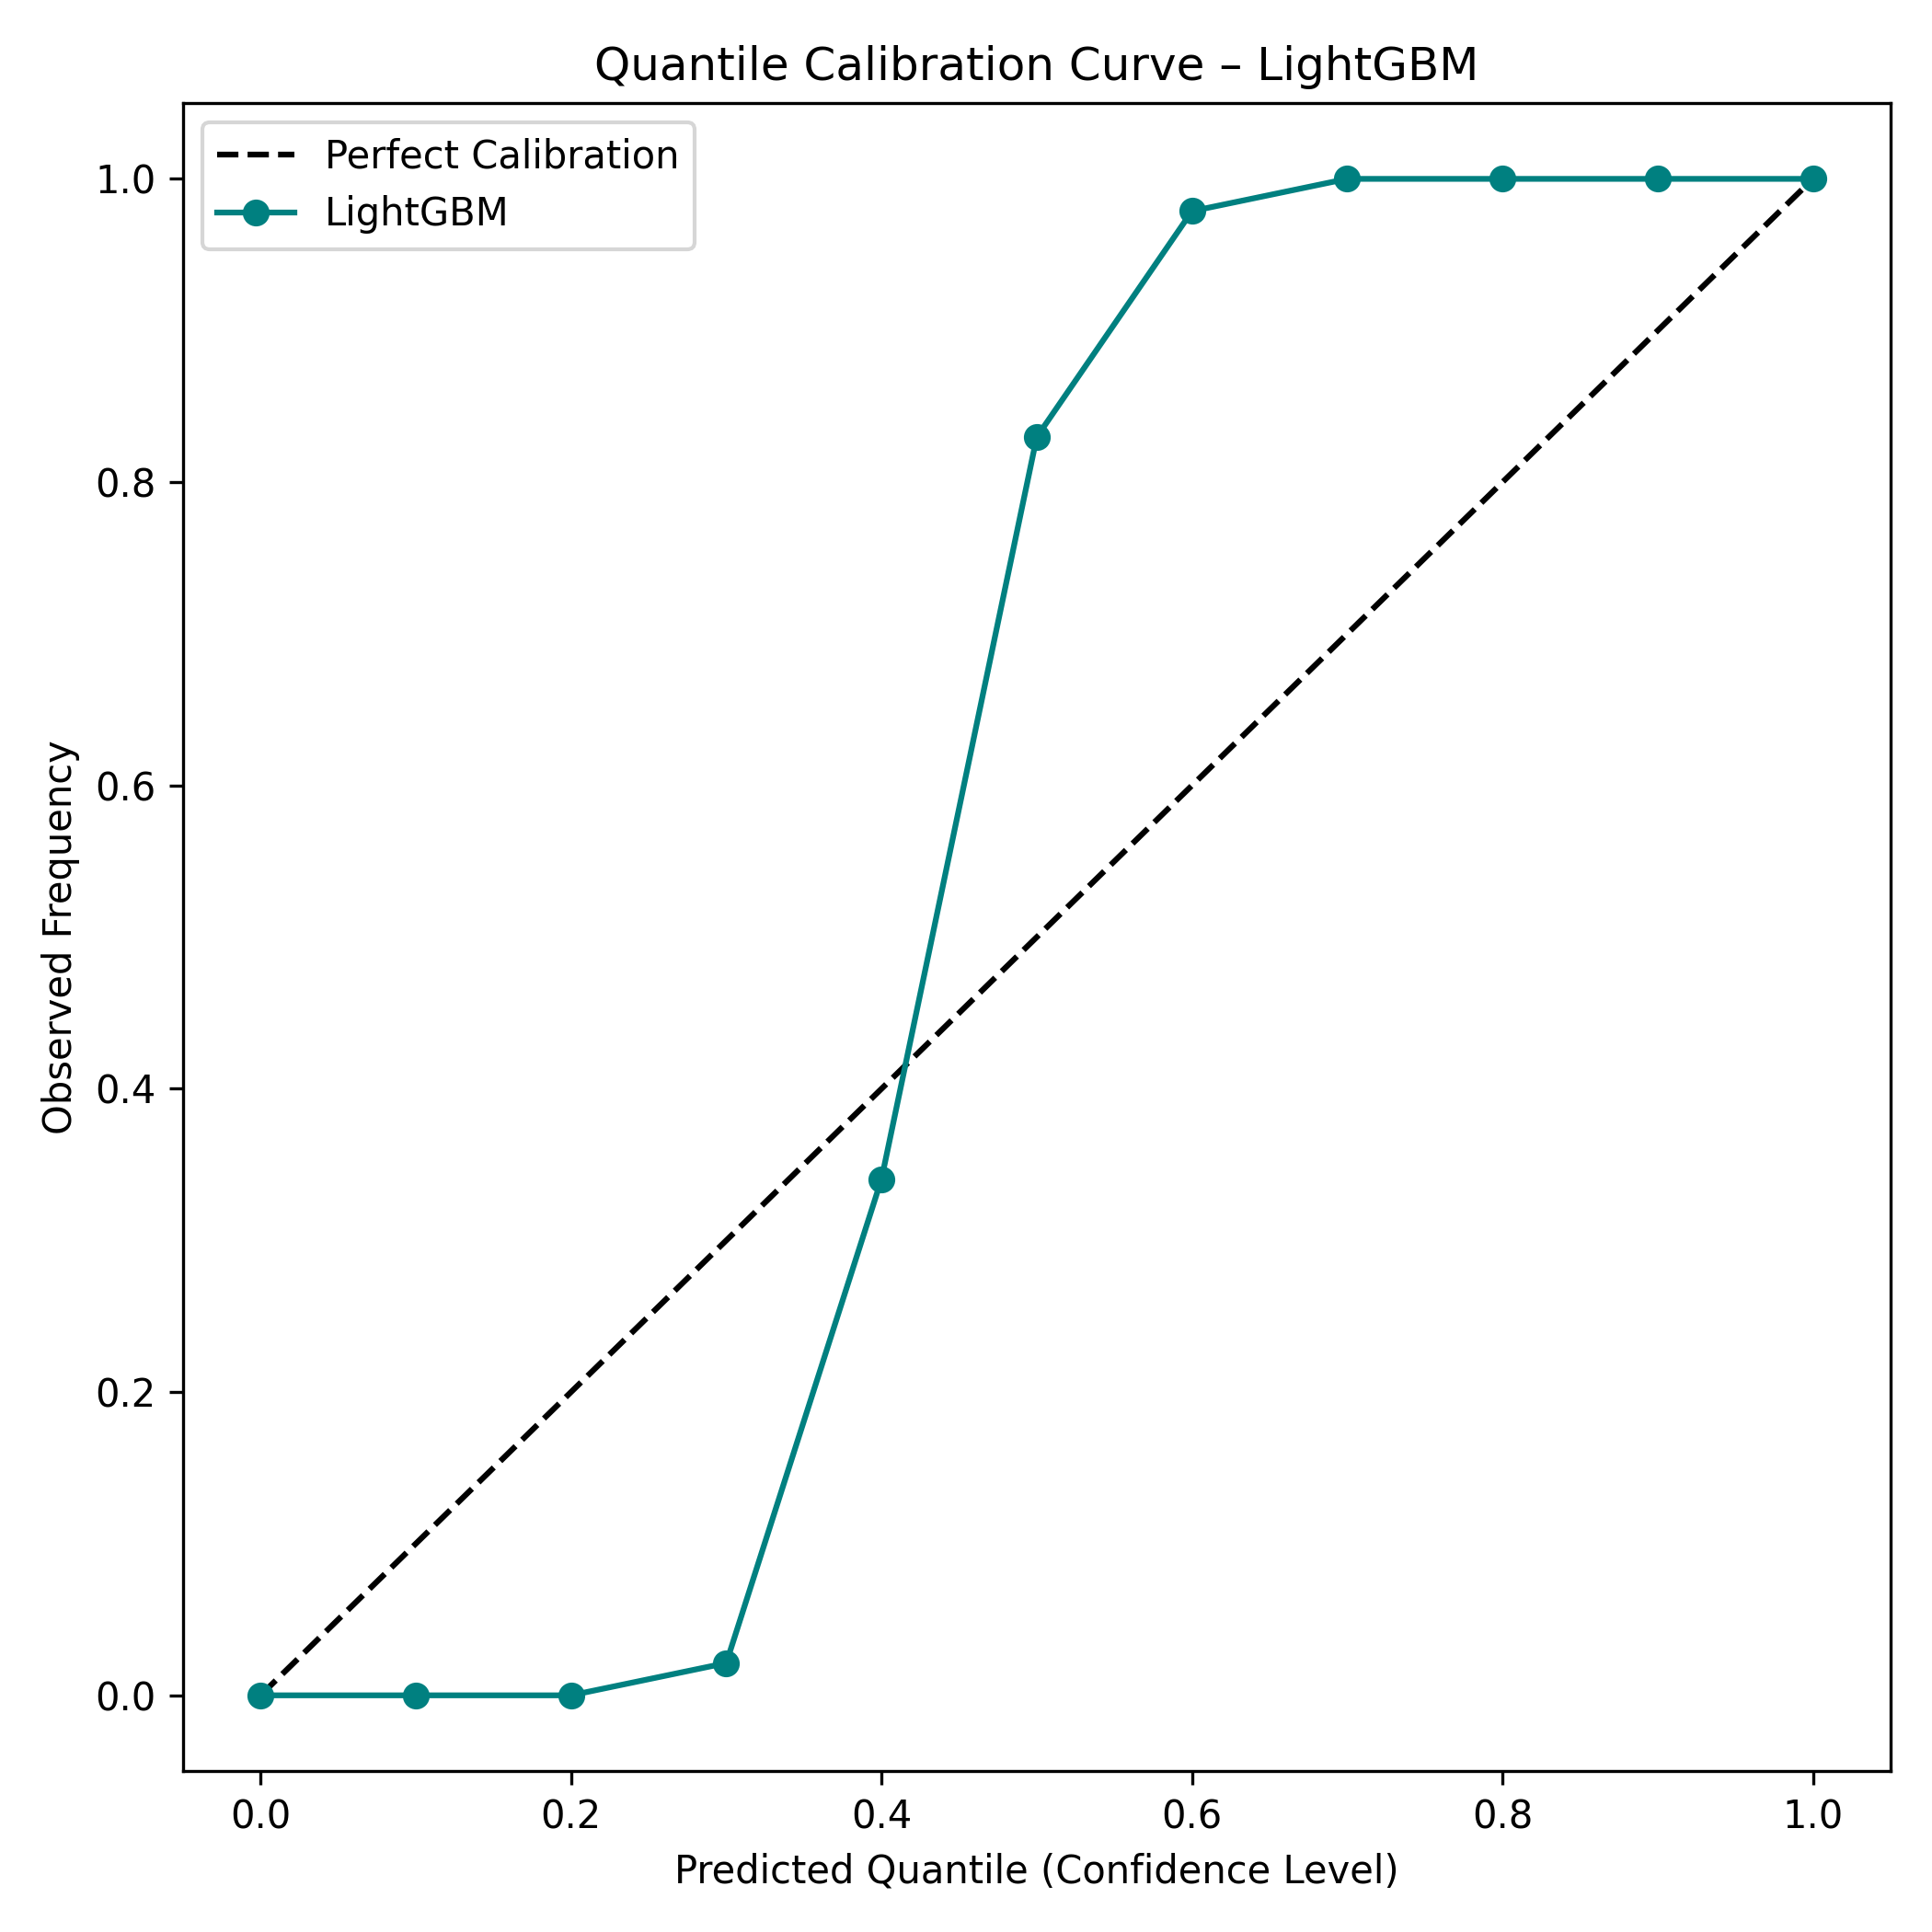 Quantile Calibration Curve – LightGBM
Perfect Calibration
LightGBM
1.0
0.8
0.6
0.4
0.2
0.0
Observed Frequency
0.0 0.2 0.4 0.6 0.8 1.0
Predicted Quantile (Confidence Level)